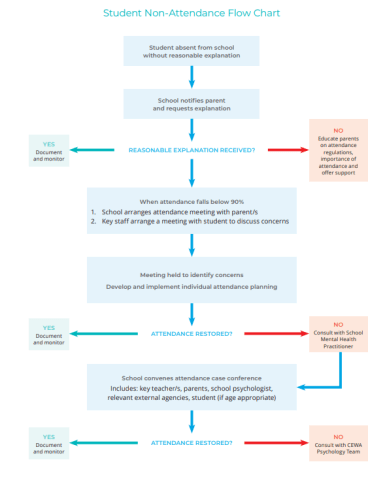 Student Non-Attendance Flow Chart
Student absent from school
without reasonable explanation
School notifies parent
and requests explanation
YES
Document
and monitor
REASONABLE EXPLANATION RECEIVED?
NO
Educate parents
on attendance
regulations,
importance of
attendance and
offer support
When attendance falls below 90%
1. School arranges attendance meeting with parent/s
2. Key staff arrange a meeting with student to discuss concerns
Meeting held to identify concerns
Develop and implement individual attendance planning
YES
Document
and monitor
ATTENDANCE RESTORED?
NO
Consult with School
Mental Health
Practitioner
School convenes attendance case conference
Includes: key teacher/s, parents, school psychologist,
relevant external agencies, student (if age appropriate)
YES
Document
and monitor
ATTENDANCE RESTORED?
NO
Consult with CEWA
Psychology Team